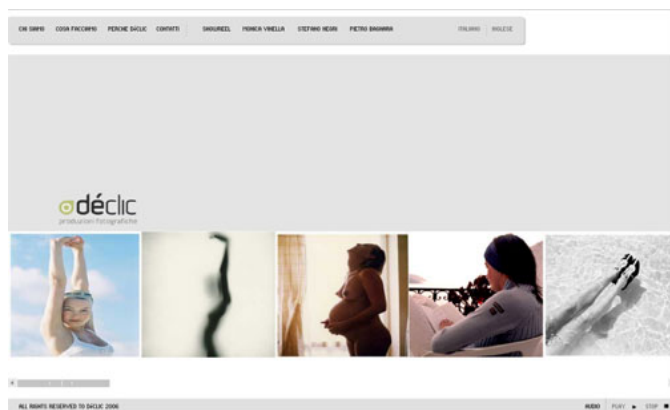 CHI SIAMO COSA FACCIAMO PERCHE DéCLIC CONTATTI SHOWREEL MONICA VINELLA STEFANO NEGRI PIETRO BAGNARA ITALIANO INGLESE
déclic
produzioni fotografiche
ALL RIGHTS RESERVED TO DéCLIC 2006 AUDIO PLAY STOP